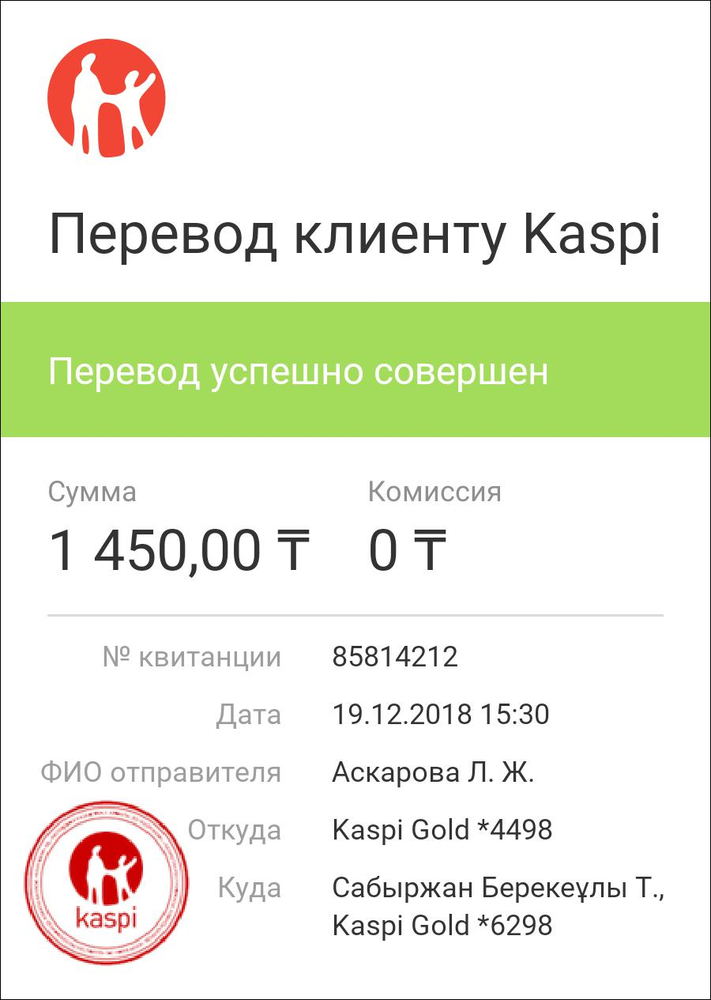 Перевод клиенту Kaspi
Перевод успешно совершен
Сумма Комиссия
1 450,00 ₸ 0 ₸
№ квитанции 85814212
Дата 19.12.2018 15:30
ФИО отправителя Аскарова Л. Ж.
Откуда Kaspi Gold *4498
Куда Сабыржан Берекеұлы Т.,
Kaspi Gold *6298
kaspi